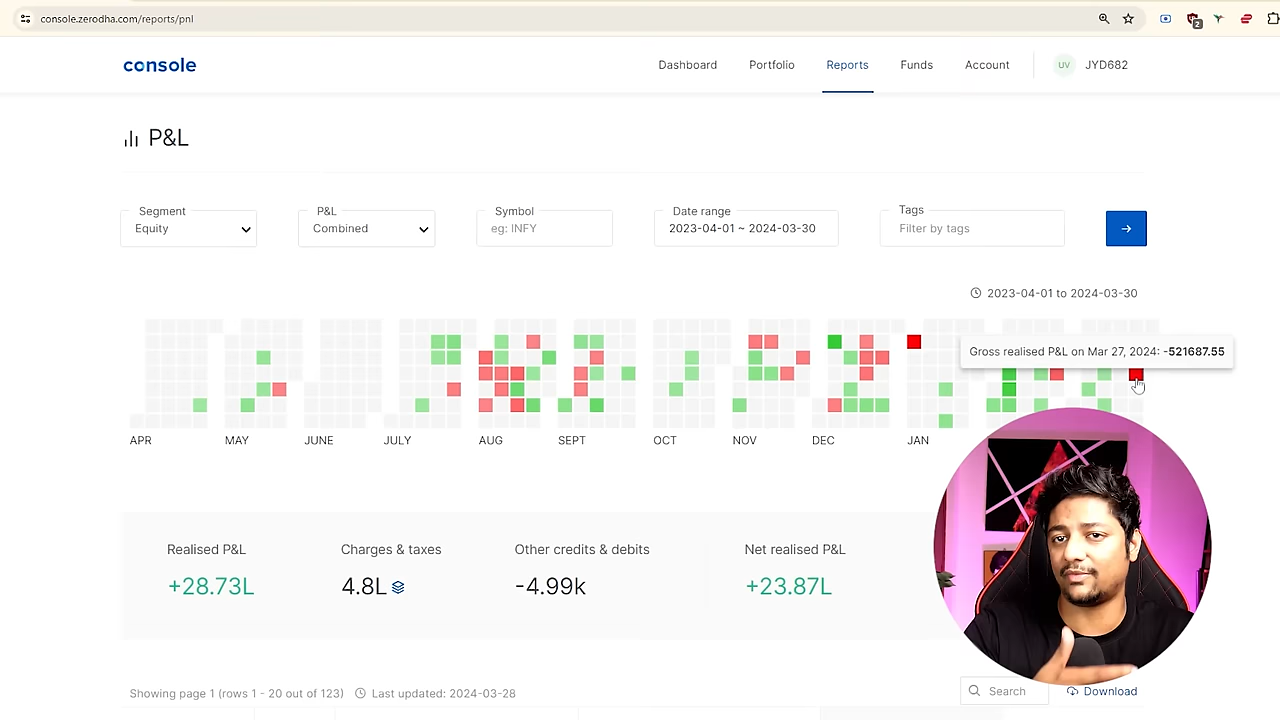 console.zerodha.com/reports/pnl
2
console
Dashboard Portfolio Reports Funds Account UV JYD682
P&L
Segment P&L Symbol Date range Tags
Equity Combined eg: INFY 2023-04-01 ~ 2024-03-30 Filter by tags
2023-04-01 to 2024-03-30
Gross realised P&L on Mar 27, 2024: -521687.55
APR MAY JUNE JULY AUG SEPT OCT NOV DEC JAN
Realised P&L Charges & taxes Other credits & debits Net realised P&L
+28.73L 4.8L -4.99k +23.87L
Showing page 1 (rows 1 - 20 out of 123) Last updated: 2024-03-28 Search Download